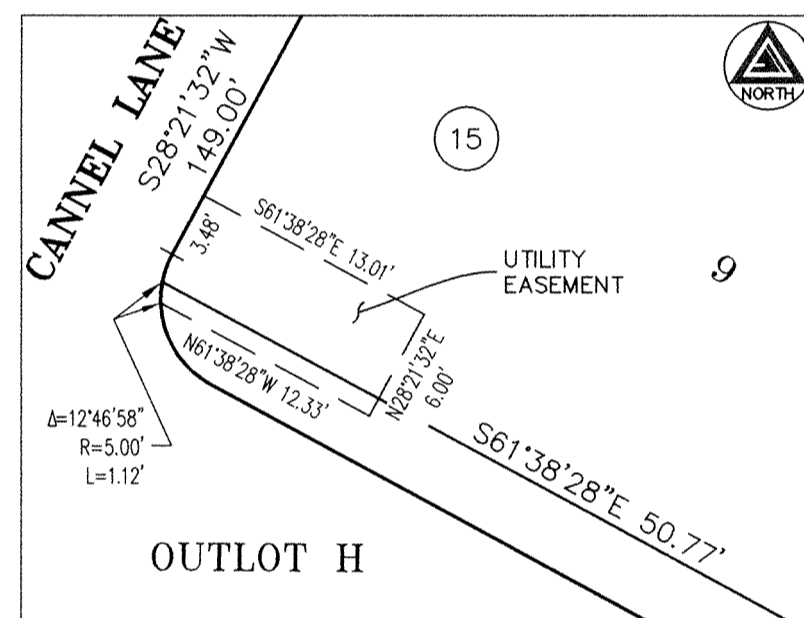 CANNEL LANE
S28°21'32"W
149.00'
NORTH
15
3.48'
S61°38'28"E 13.01'
UTILITY
EASEMENT
9
N61°38'28"W 12.33'
N28°21'32"E
6.00'
Δ=12°46'58"
R=5.00'
L=1.12'
S61°38'28"E 50.77'
OUTLOT H